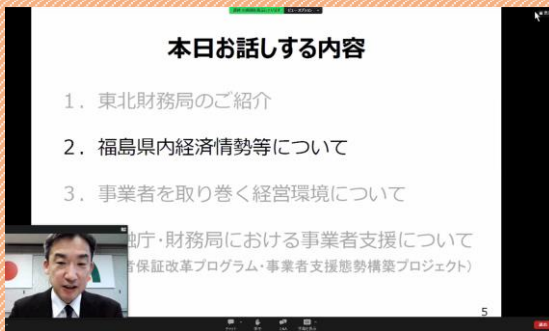 本日お話しする内容
1．東北財務局のご紹介
2．福島県内経済情勢等について
3．事業者を取り巻く経営環境について
融庁・財務局における事業者支援について
者保証改革プログラム・事業者支援態勢構築プロジェクト）
5